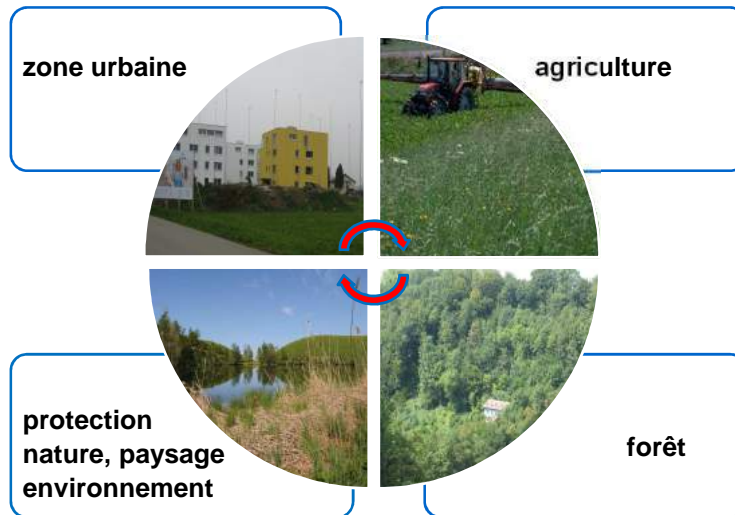 zone urbaine
agriculture
protection
nature, paysage
environnement
forêt